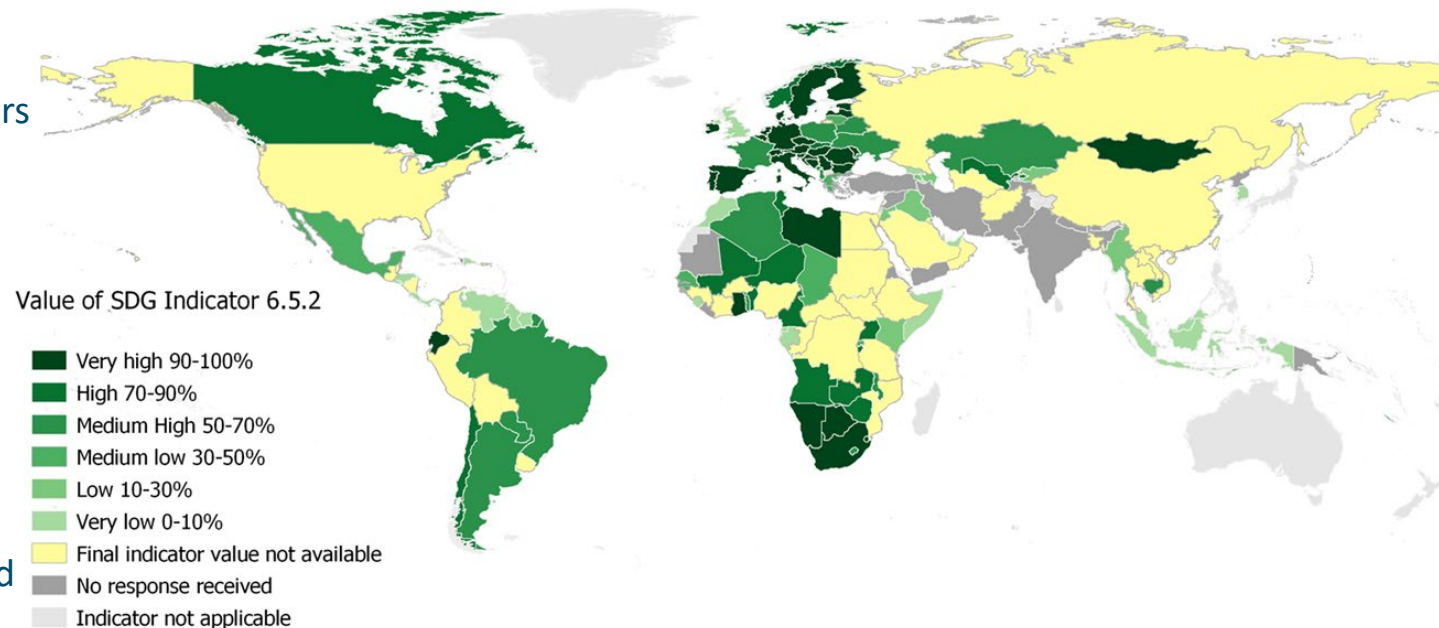 rs
Value of SDG Indicator 6.5.2
Very high 90-100%
High 70-90%
Medium High 50-70%
Medium low 30-50%
Low 10-30%
Very low 0-10%
Final indicator value not available
d
No response received
Indicator not applicable